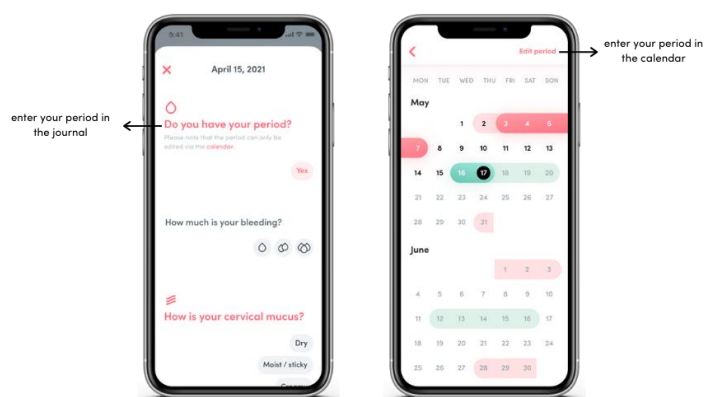 enter your period in
the journal
9:41
April 15, 2021
Do you have your period?
Please note that the period can only be
edited via the calendar.
Yes
How much is your bleeding?
How is your cervical mucus?
Dry
Moist / sticky
Creamy
Edit period
enter your period in
the calendar
MON TUE WED THU FRI SAT SON
May
1 2 3 4 5
7 8 9 10 11 12 13
14 15 16 17 18 19 20
21 22 23 24 25 26 27
28 29 30 31
June
1 2 3
4 5 6 7 8 9 10
11 12 13 14 15 16 17
18 19 20 21 22 23 24
25 26 27 28 29 30